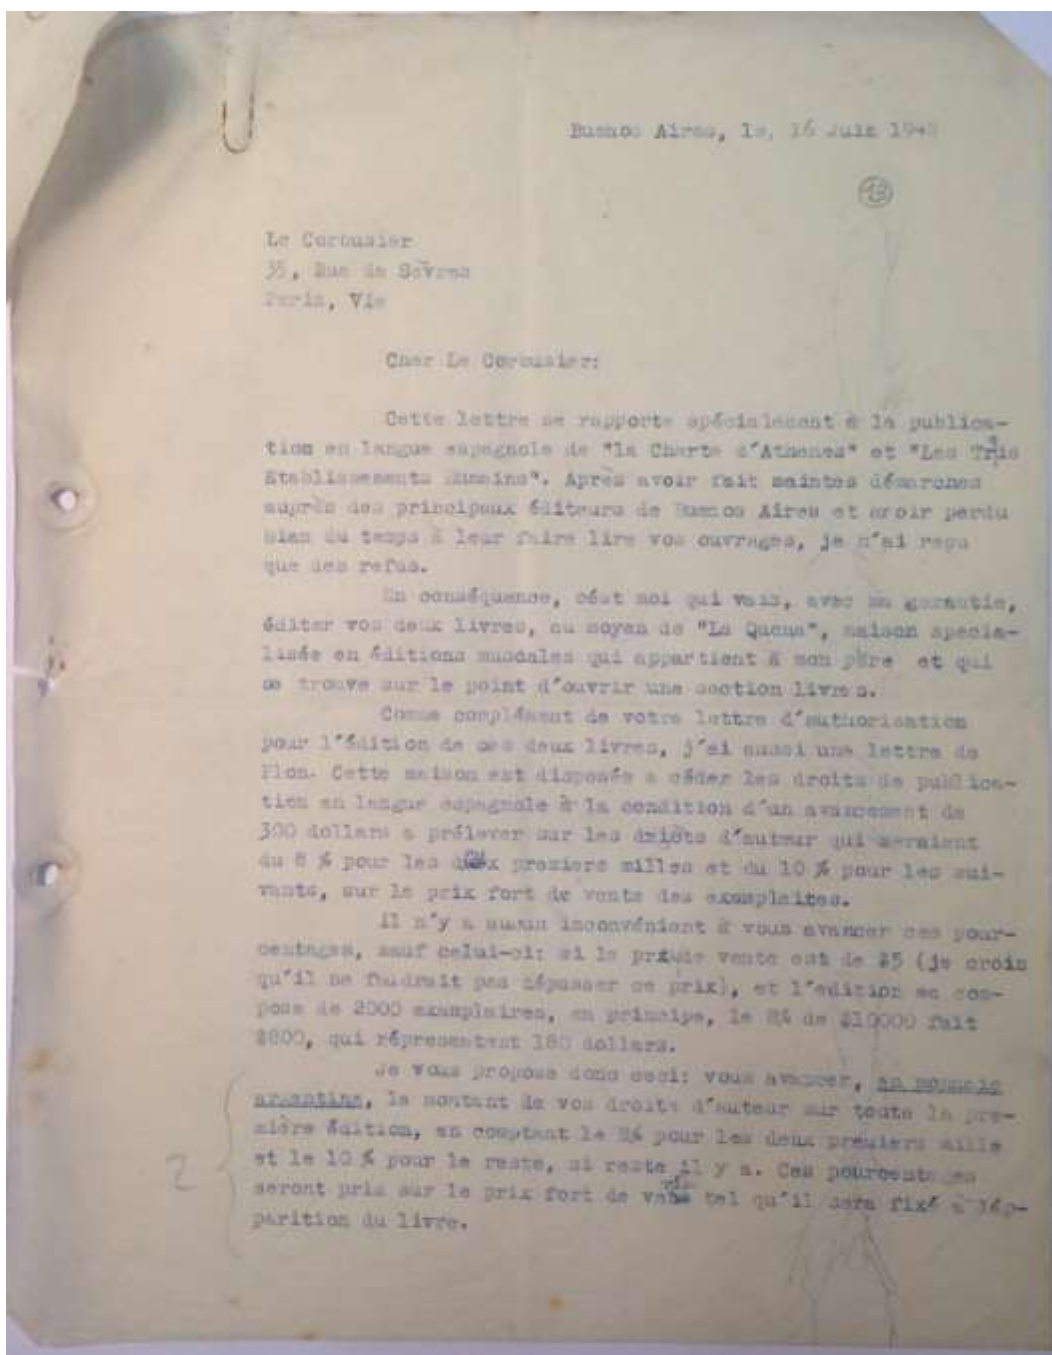 Buenos Aires, le, 16 Juin 194
13
Le Corbusier
35, Rue de Sèvres
Paris, VIe
Cher Le Corbusier:
Cette lettre se rapporte spécialement à la publica-
tion en langue espagnole de "la Charte d'Athenes" et "Les Trois
Etablissements Humains". Après avoir fait maintes démarches
auprès des principaux éditeurs de Buenos Aires et avoir perdu
bien du temps à leur faire lire vos ouvrages, je n'ai reçu
que des refus.
En conséquence, cést moi qui vais, avec ma garantie,
éditer vos deux livres, au moyen de "La Quena", maison specia-
lisée en éditions muscales qui appartient à mon père et qui
se trouve sur le point d'ouvrir une section livres.
Comme complément de votre lettre d'authorisation
pour l'édition de ces deux livres, j'ai aussi une lettre de
Plon. Cette maison est disposée a céder les droits de publica-
tion en langue espagnole à la condition d'un avancement de
300 dollars a prélever sur les droits d'auteur qui seraient
du 8 % pour les deux premiers milles et du 10 % pour les sui-
vants, sur le prix fort de vente des examplaires.
Il n'y a aucun inconvénient à vous avancer ces pour-
centages, sauf celui-ci: si le prix de vente est de $5 (je crois
qu'il ne faudrait pas dépasser ce prix), et l'edition se com-
pose de 2000 examplaires, en principe, le 8% de $10000 fait
$800, qui répresentent 180 dollars.
Je vous propose donc ceci: vous avancer, en monnaie
argentine, le montant de vos droits d'auteur sur toute la pre-
mière édition, en comptant le 8% pour les deux premiers mille
et le 10 % pour le reste, si reste il y a. Ces pourcentages
seront pris sur le prix fort de vente tel qu'il sera fixé a l'áp-
parition du livre.
2